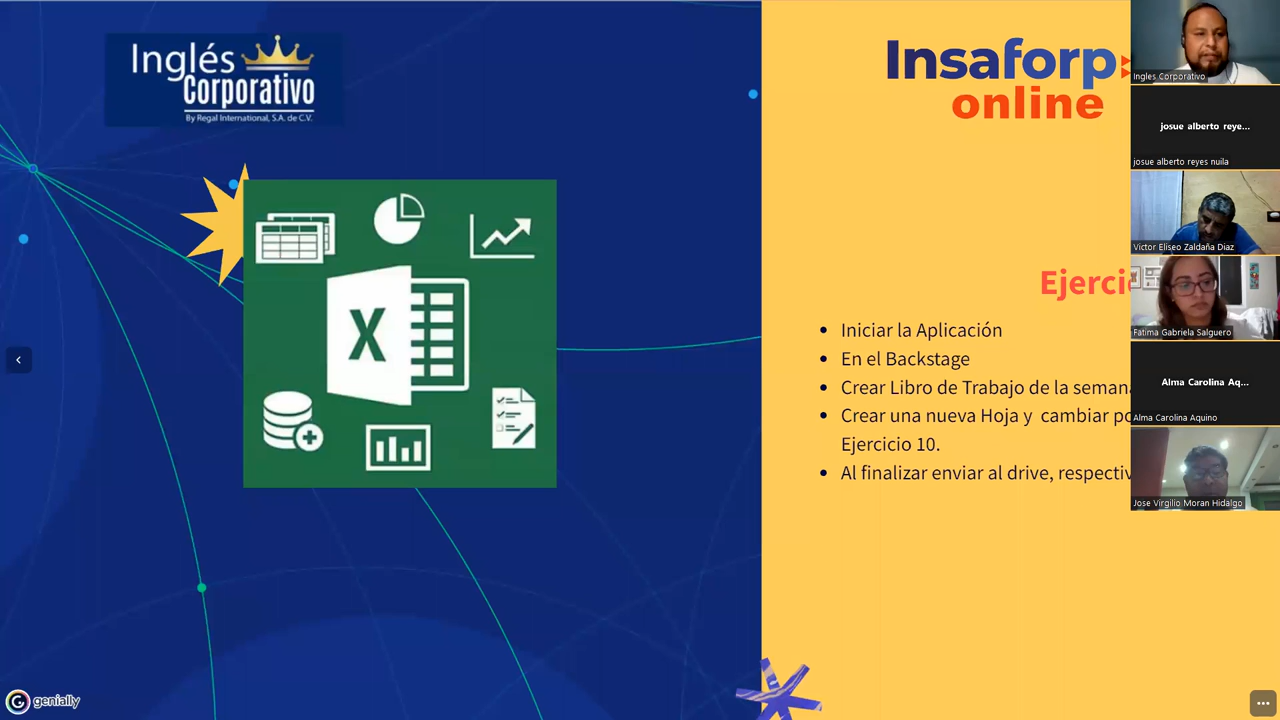 Inglés
Corporativo
By Regal International, S.A. de C.V.
Insaforp
online
X
Ejerci
Iniciar la Aplicación
En el Backstage
Crear Libro de Trabajo de la semana
Crear una nueva Hoja y cambiar po
Ejercicio 10.
Al finalizar enviar al drive, respectiv
genially
Ingles Corporativo
josue alberto reye...
josue alberto reyes nuila
Victor Eliseo Zaldaña Diaz
Fatima Gabriela Salguero
Alma Carolina Aq...
Alma Carolina Aquino
Jose Virgilio Moran Hidalgo